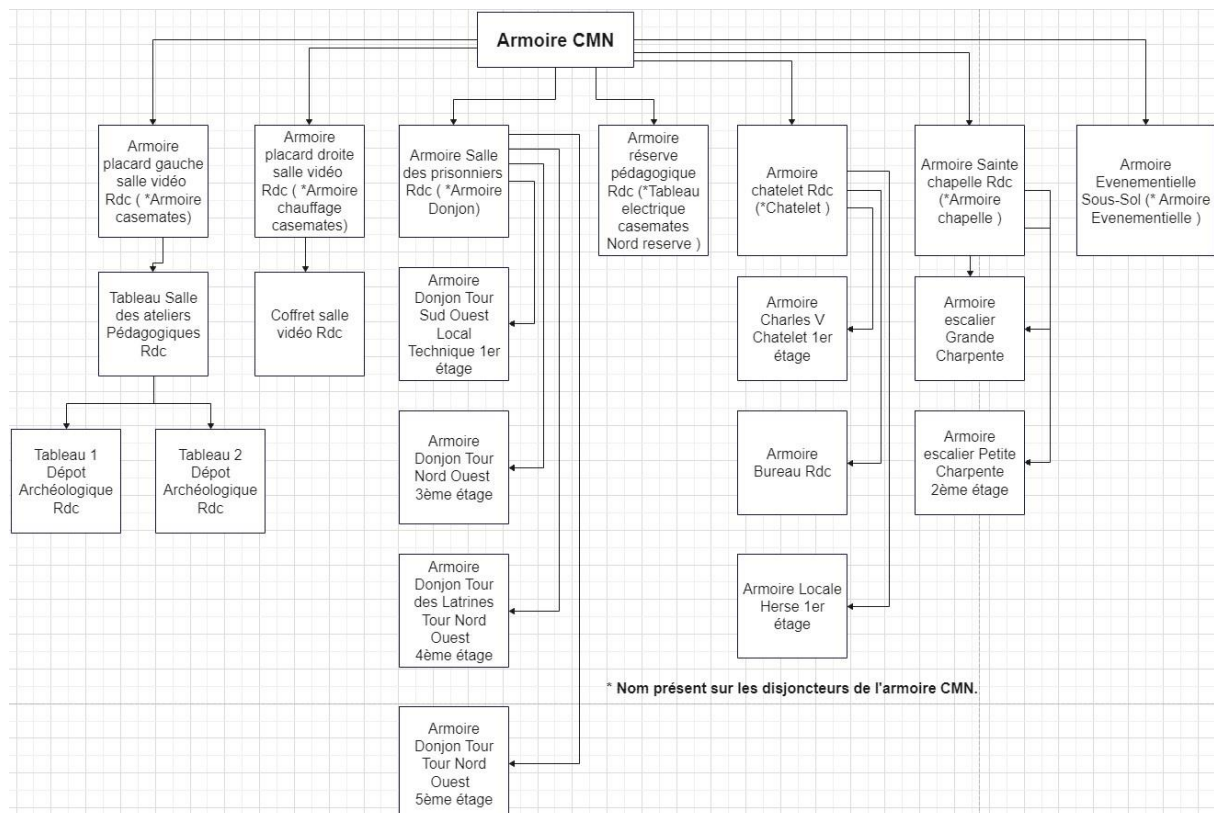 Armoire CMN
Armoire
placard gauche
salle vidéo
Rdc ( *Armoire
casemates)
Armoire
placard droite
salle vidéo
Rdc ( *Armoire
chauffage
casemates)
Armoire Salle
des prisonniers
Rdc ( *Armoire
Donjon)
Armoire
réserve
pédagogique
Rdc (*Tableau
electrique
casemates
Nord reserve )
Armoire
chatelet Rdc
(*Chatelet )
Armoire Sainte
chapelle Rdc
(*Armoire
chapelle )
Armoire
Evenementielle
Sous-Sol (* Armoire
Evenementielle )
Tableau Salle
des ateliers
Pédagogiques
Rdc
Coffret salle
vidéo Rdc
Armoire
Donjon Tour
Sud Ouest
Local
Technique 1er
étage
Armoire
Charles V
Chatelet 1er
étage
Armoire
escalier
Grande
Charpente
Tableau 1
Dépot
Archéologique
Rdc
Tableau 2
Dépot
Archéologique
Rdc
Armoire
Donjon Tour
Nord Ouest
3ème étage
Armoire
Bureau Rdc
Armoire
escalier Petite
Charpente
2ème étage
Armoire
Donjon Tour
des Latrines
Tour Nord
Ouest
4ème étage
Armoire Locale
Herse 1er
étage
* Nom présent sur les disjoncteurs de l'armoire CMN.
Armoire
Donjon Tour
Tour Nord
Ouest
5ème étage